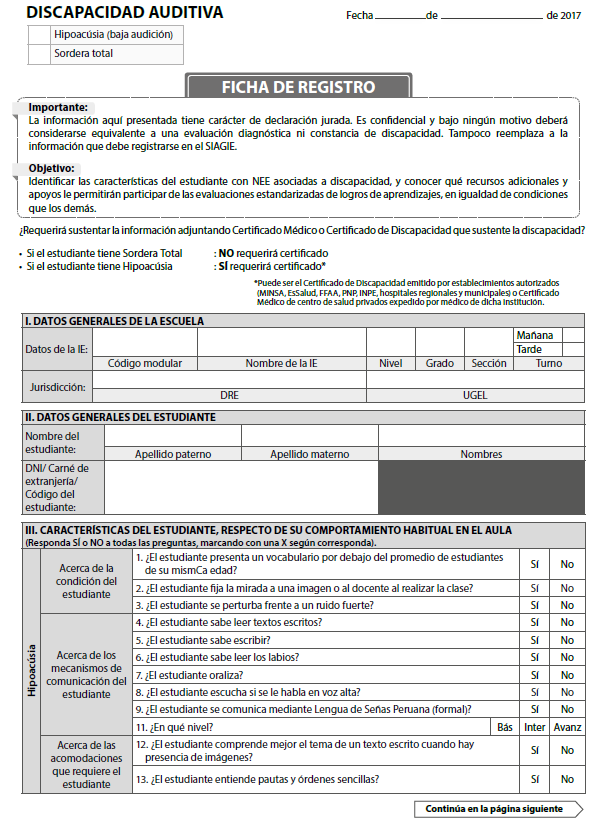 DISCAPACIDAD AUDITIVA
Fecha ____________de ________________________ de 2017
Hipoacúsia (baja audición)
Sordera total
FICHA DE REGISTRO
Importante:
La información aquí presentada tiene carácter de declaración jurada. Es confidencial y bajo ningún motivo deberá
considerarse equivalente a una evaluación diagnóstica ni constancia de discapacidad. Tampoco reemplaza a la
información que debe registrarse en el SIAGIE.
Objetivo:
Identificar las características del estudiante con NEE asociadas a discapacidad, y conocer qué recursos adicionales y
apoyos le permitirán participar de las evaluaciones estandarizadas de logros de aprendizajes, en igualdad de condiciones
que los demás.
¿Requerirá sustentar la información adjuntando Certificado Médico o Certificado de Discapacidad que sustente la discapacidad?
• Si el estudiante tiene Sordera Total : NO requerirá certificado
• Si el estudiante tiene Hipoacúsia : SÍ requerirá certificado*
*Puede ser el Certificado de Discapacidad emitido por establecimientos autorizados
(MINSA, EsSalud, FFAA, PNP, INPE, hospitales regionales y municipales) o Certificado
Médico de centro de salud privados expedido por médico de dicha institución.
I. DATOS GENERALES DE LA ESCUELA
Datos de la IE:
Mañana
Tarde
Código modular Nombre de la IE Nivel Grado Sección Turno
Jurisdicción:
DRE UGEL
II. DATOS GENERALES DEL ESTUDIANTE
Nombre del
estudiante:
Apellido paterno Apellido materno Nombres
DNI/ Carné de
extranjería/
Código del
estudiante:
III. CARACTERÍSTICAS DEL ESTUDIANTE, RESPECTO DE SU COMPORTAMIENTO HABITUAL EN EL AULA
(Responda SÍ o NO a todas las preguntas, marcando con una X según corresponda).
Hipoacúsia
Acerca de la
condición del
estudiante
1. ¿El estudiante presenta un vocabulario por debajo del promedio de estudiantes
de su mismCa edad? Sí No
2. ¿El estudiante fija la mirada a una imagen o al docente al realizar la clase? Sí No
3. ¿El estudiante se perturba frente a un ruido fuerte? Sí No
Acerca de los
mecanismos de
comunicación del
estudiante
4. ¿El estudiante sabe leer textos escritos? Sí No
5. ¿El estudiante sabe escribir? Sí No
6. ¿El estudiante sabe leer los labios? Sí No
7. ¿El estudiante oraliza? Sí No
8. ¿El estudiante escucha si se le habla en voz alta? Sí No
9. ¿El estudiante se comunica mediante Lengua de Señas Peruana (formal)? Sí No
11. ¿En qué nivel? Bás Inter Avanz
Acerca de las
acomodaciones
que requiere el
estudiante
12. ¿El estudiante comprende mejor el tema de un texto escrito cuando hay
presencia de imágenes? Sí No
13. ¿El estudiante entiende pautas y órdenes sencillas? Sí No
Continúa en la página siguiente